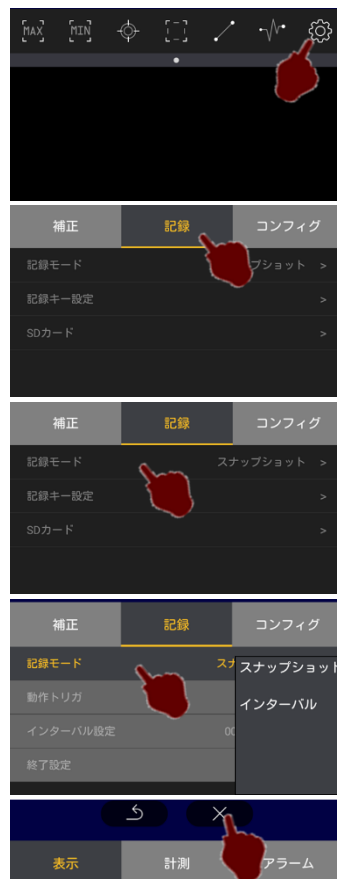 MAX MIN
補正 記録 コンフィグ
記録モード プショット >
記録キー設定 >
SDカード >
補正 記録 コンフィグ
記録モード スナップショット >
記録キー設定 >
SDカード >
補正 記録 コンフィグ
記録モード スナ スナップショット
動作トリガ
インターバル
インターバル設定 00
終了設定
表示 計測 アラーム